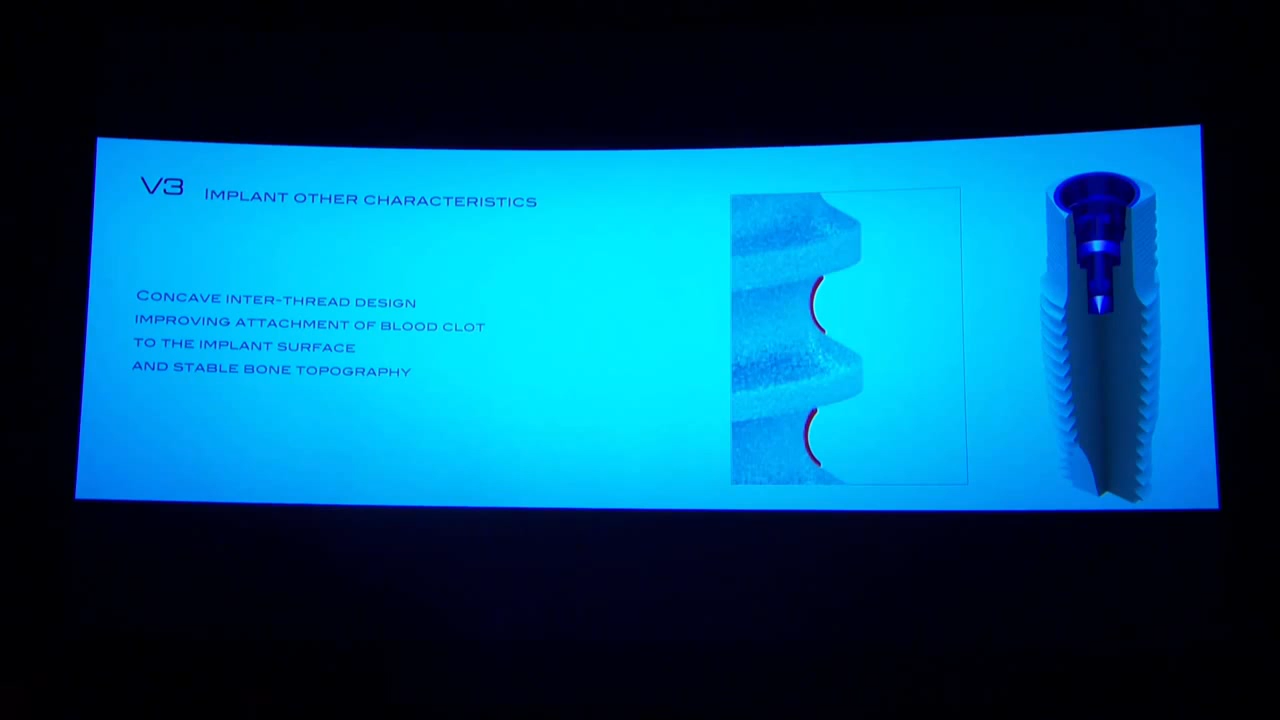 V3 Implant other characteristics
Concave inter-thread design
improving attachment of blood clot
to the implant surface
and stable bone topography